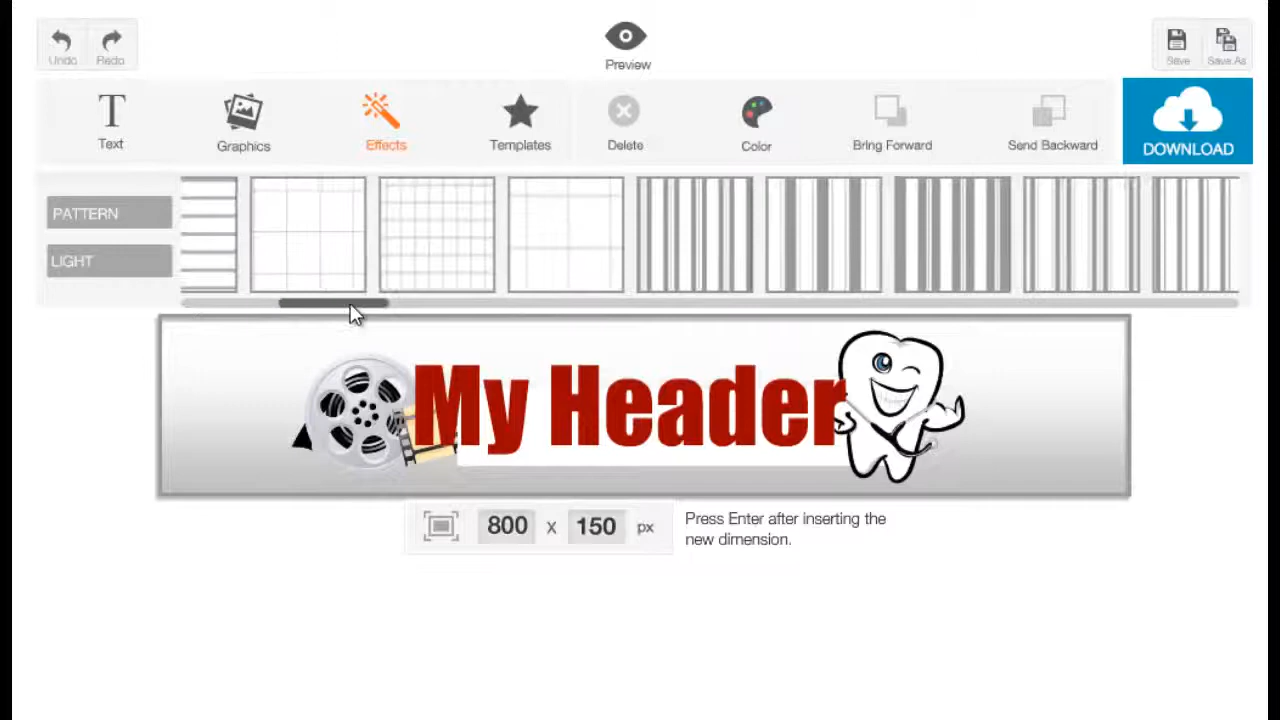 Undo Redo
Preview
Save Save As
Text Graphics Effects Templates Delete Color Bring Forward Send Backward
DOWNLOAD
PATTERN
LIGHT
My Header
800 X 150 px
Press Enter after inserting the
new dimension.